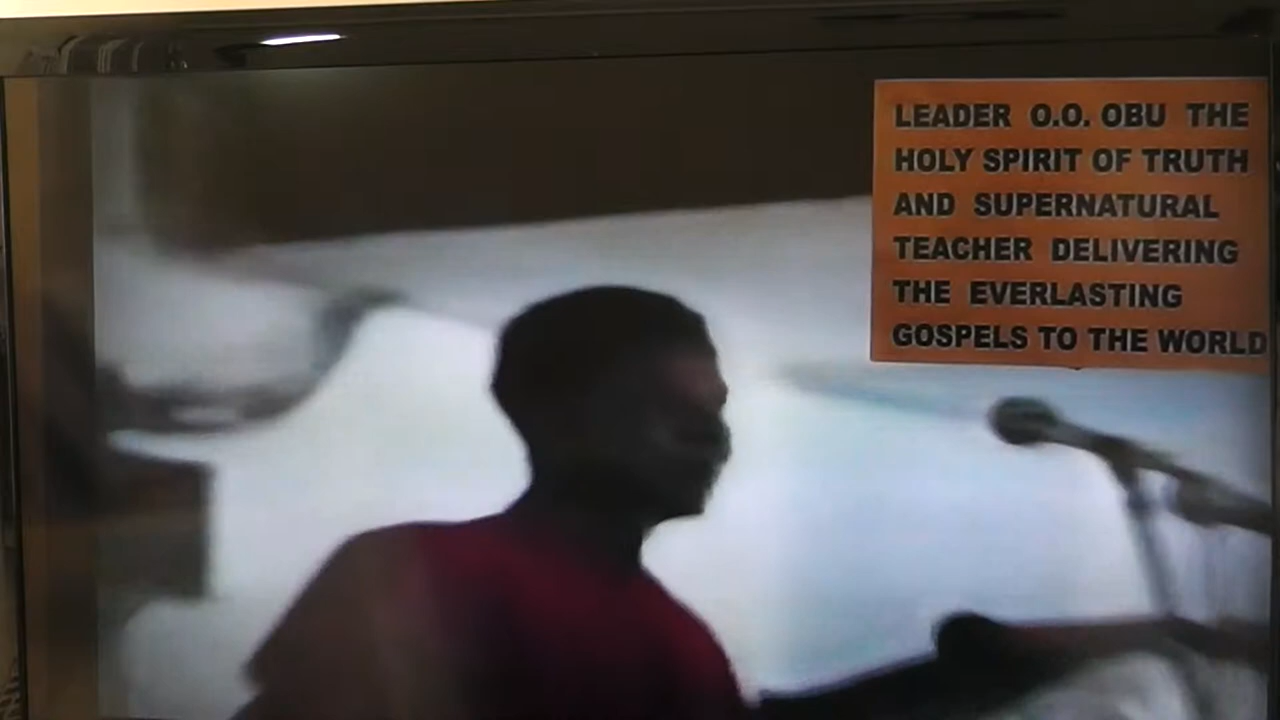 LEADER O.O. OBU THE
HOLY SPIRIT OF TRUTH
AND SUPERNATURAL
TEACHER DELIVERING
THE EVERLASTING
GOSPELS TO THE WORLD